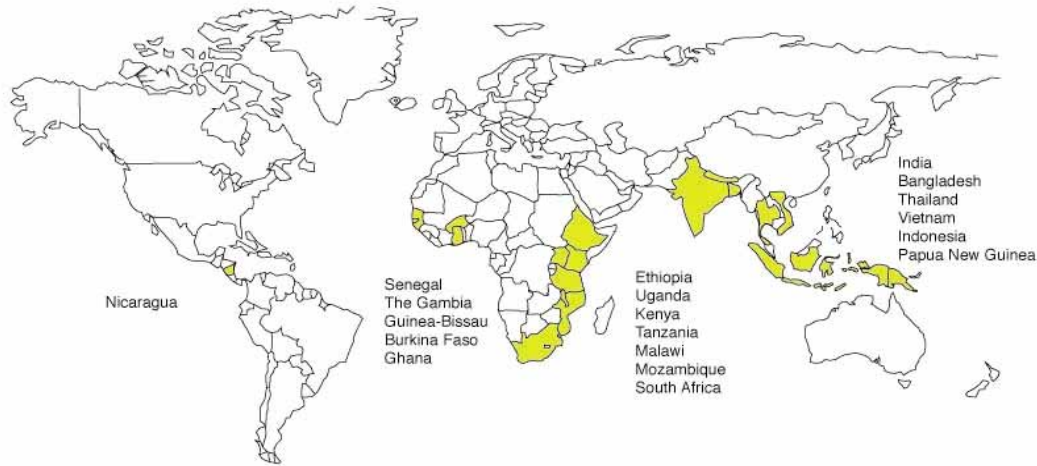 Nicaragua
Senegal
The Gambia
Guinea-Bissau
Burkina Faso
Ghana
Ethiopia
Uganda
Kenya
Tanzania
Malawi
Mozambique
South Africa
India
Bangladesh
Thailand
Vietnam
Indonesia
Papua New Guinea